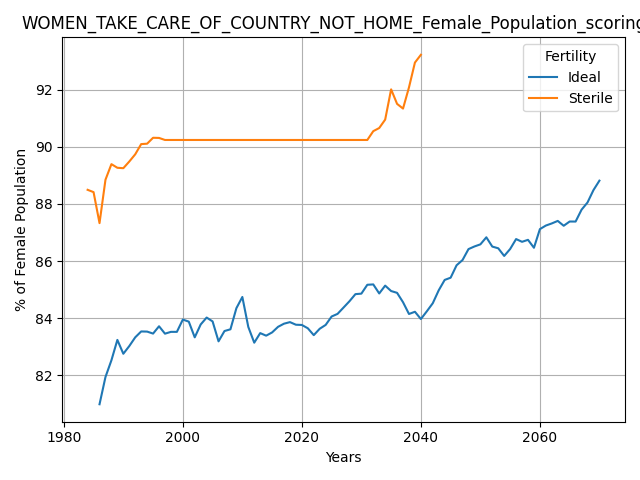 WOMEN_TAKE_CARE_OF_COUNTRY_NOT_HOME_Female_Population_scoring
Fertility
Ideal
Sterile
% of Female Population
92
90
88
86
84
82
1980
2000
2020
2040
2060
Years